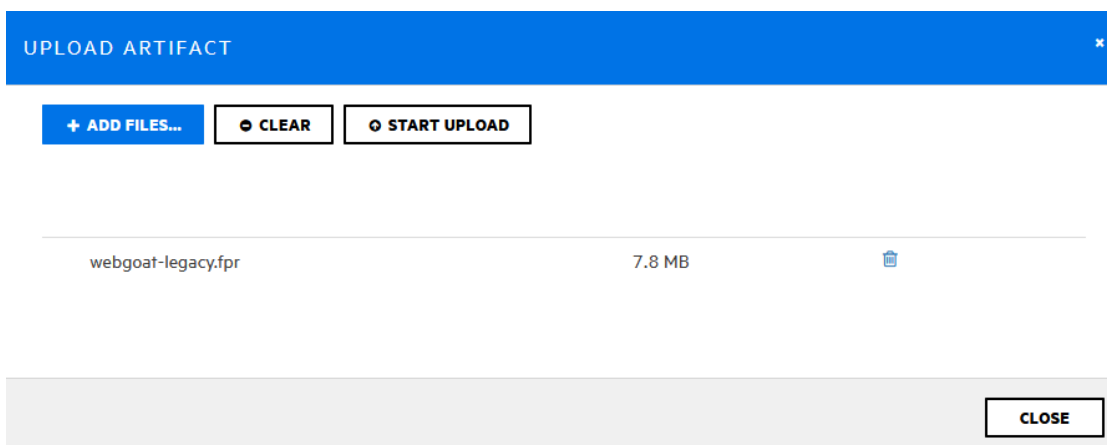 UPLOAD ARTIFACT
+ ADD FILES... CLEAR START UPLOAD
webgoat-legacy.fpr 7.8 MB
CLOSE